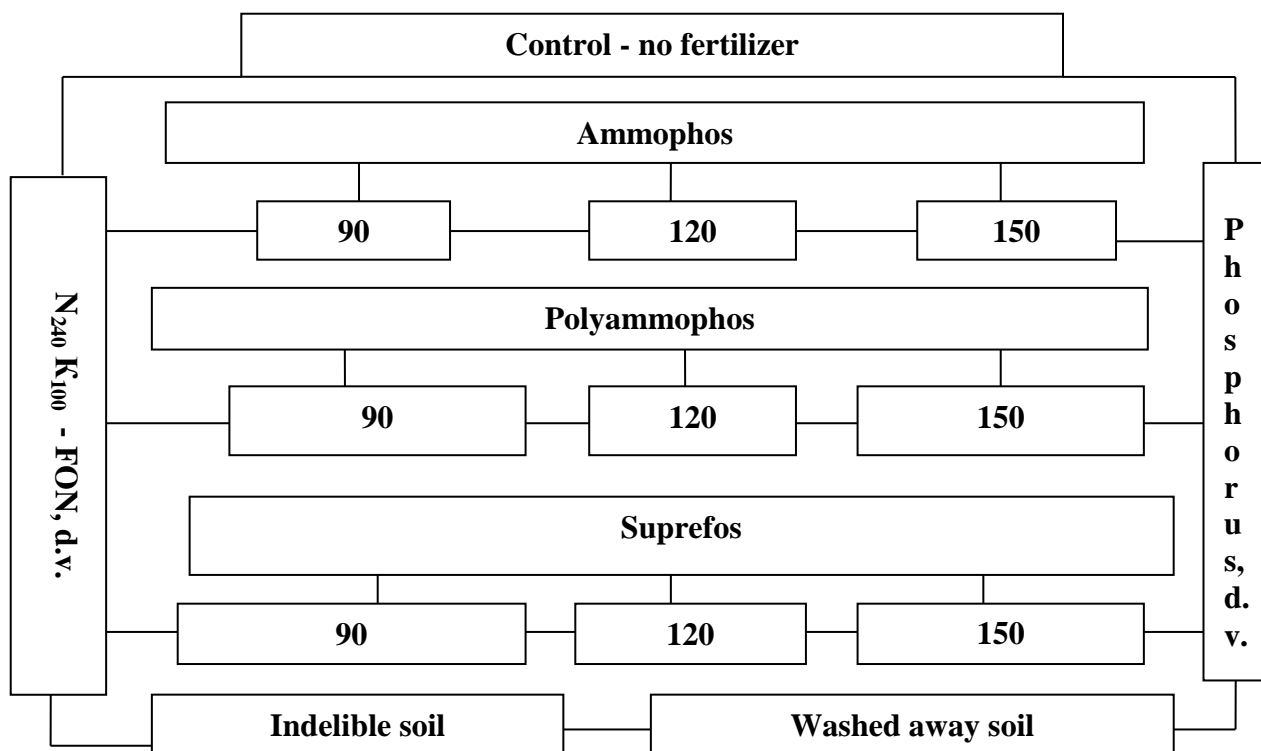 Control - no fertilizer
Ammophos
90 120 150
Polyammophos
90 120 150
Suprefos
90 120 150
Indelible soil Washed away soil
N₂₄₀ К₁₀₀ - FON, d.v.
Phosphorus, d.v.